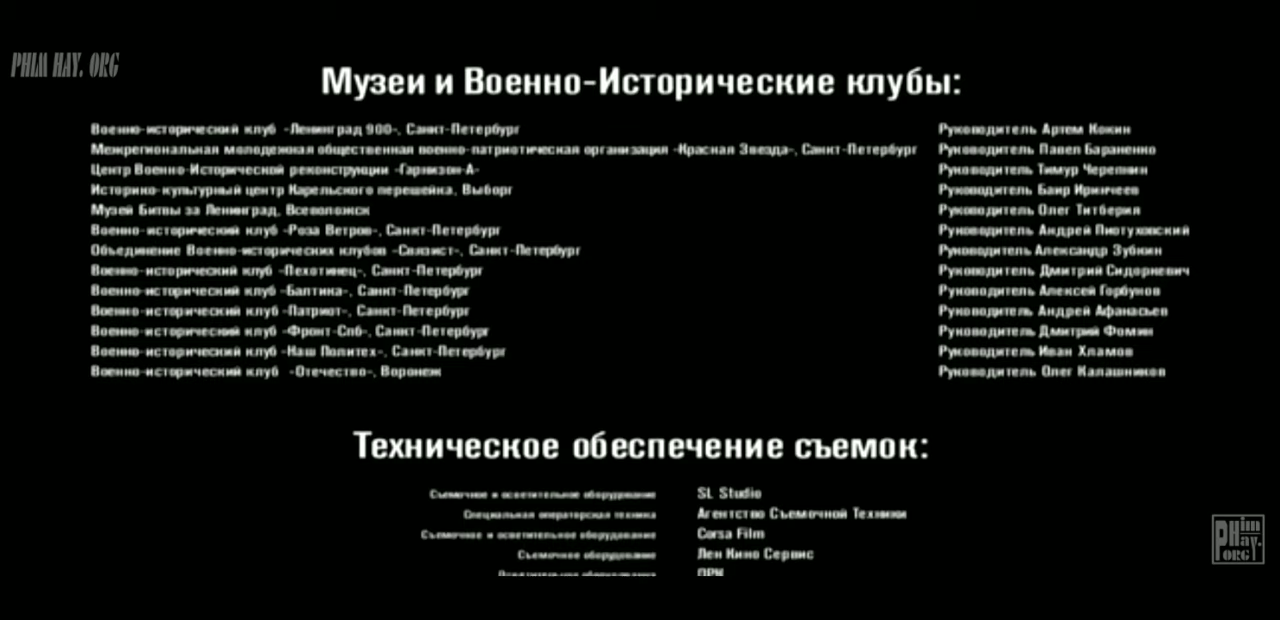 PHIM HAY. ORG
Музеи и Военно-Исторические клубы:
Военно-исторический клуб «Ленинград 900», Санкт-Петербург Руководитель Артем Кокин
Межрегиональная молодежная общественная военно-патриотическая организация «Красная Звезда», Санкт-Петербург Руководитель Павел Бараненко
Центр Военно-Исторической реконструкции «Гарнизон-А» Руководитель Тимур Черепнин
Историко-культурный центр Карельского перешейка, Выборг Руководитель Баир Иринчеев
Музей Битвы за Ленинград, Всеволожск Руководитель Олег Титберия
Военно-исторический клуб «Роза Ветров», Санкт-Петербург Руководитель Андрей Пиотуховский
Объединение Военно-исторических клубов «Связист», Санкт-Петербург Руководитель Александр Зубкин
Военно-исторический клуб «Пехотинец», Санкт-Петербург Руководитель Дмитрий Сидоркевич
Военно-исторический клуб «Балтика», Санкт-Петербург Руководитель Алексей Горбунов
Военно-исторический клуб «Патриот», Санкт-Петербург Руководитель Андрей Афанасьев
Военно-исторический клуб «Фронт-Спб», Санкт-Петербург Руководитель Дмитрий Фомин
Военно-исторический клуб «Наш Политех», Санкт-Петербург Руководитель Иван Хламов
Военно-исторический клуб «Отечество», Воронеж Руководитель Олег Калашников
Техническое обеспечение съемок:
Съемочное и осветительное оборудование SL Studio
Специальная операторская техника Агентство Съемочной Техники
Съемочное и осветительное оборудование Corsa Film
Съемочное оборудование Лен Кино Сервис
PHim Hay. ORG